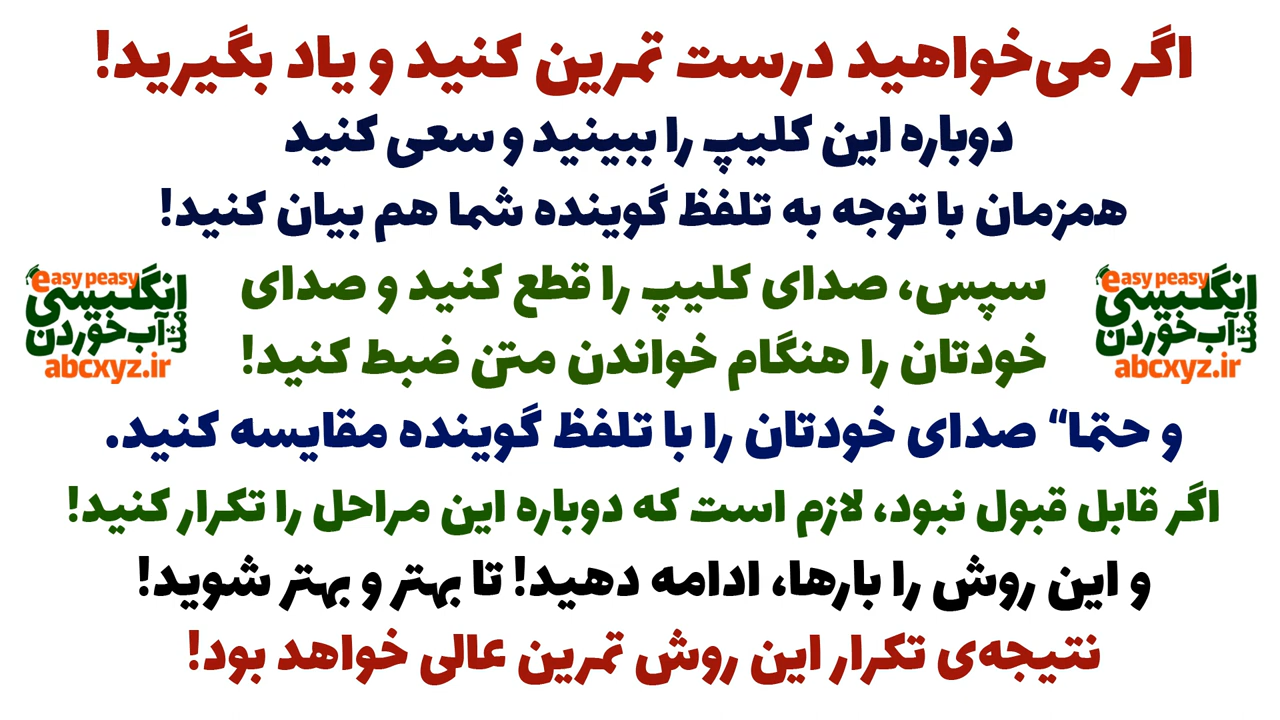 اگر می‌خواهید درست تمرین کنید و یاد بگیرید!
دوباره این کلیپ را ببینید و سعی کنید
همزمان با توجه به تلفظ گوینده شما هم بیان کنید!
سپس، صدای کلیپ را قطع کنید و صدای
خودتان را هنگام خواندن متن ضبط کنید!
easy peasy
انگلیسی
مثل آب خوردن
abcxyz.ir
easy peasy
انگلیسی
مثل آب خوردن
abcxyz.ir
و حتما“ صدای خودتان را با تلفظ گوینده مقایسه کنید.
اگر قابل قبول نبود، لازم است که دوباره این مراحل را تکرار کنید!
و این روش را بارها، ادامه دهید! تا بهتر و بهتر شوید!
نتیجه‌ی تکرار این روش تمرین عالی خواهد بود!